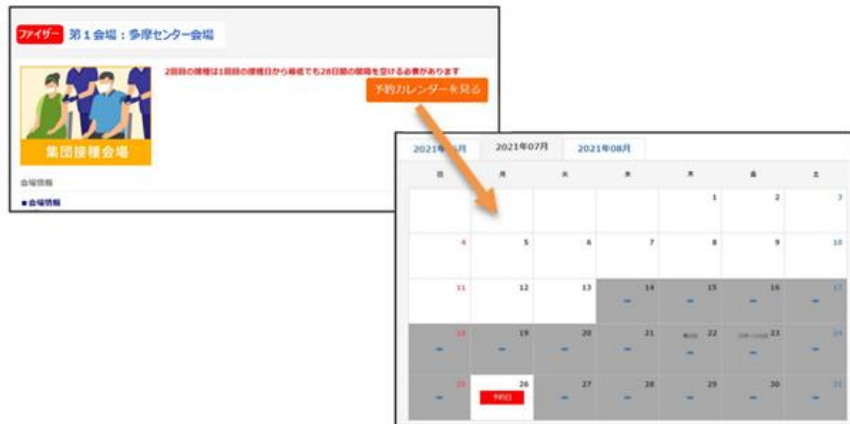 ファイザー 第1会場:多摩センター会場
2回目の接種は1回目の接種日から最低でも28日間の間隔を空ける必要があります
予約カレンダーを見る
集団接種会場
会場情報
●会場情報
2021年 月 2021年07月 2021年08月
日 月 火 水 木 金 土
1 2 3
4 5 6 7 8 9 10
11 12 13 14 15 16 17
18 19 20 21 22 23 24
25 26 27 28 29 30 31
予約日